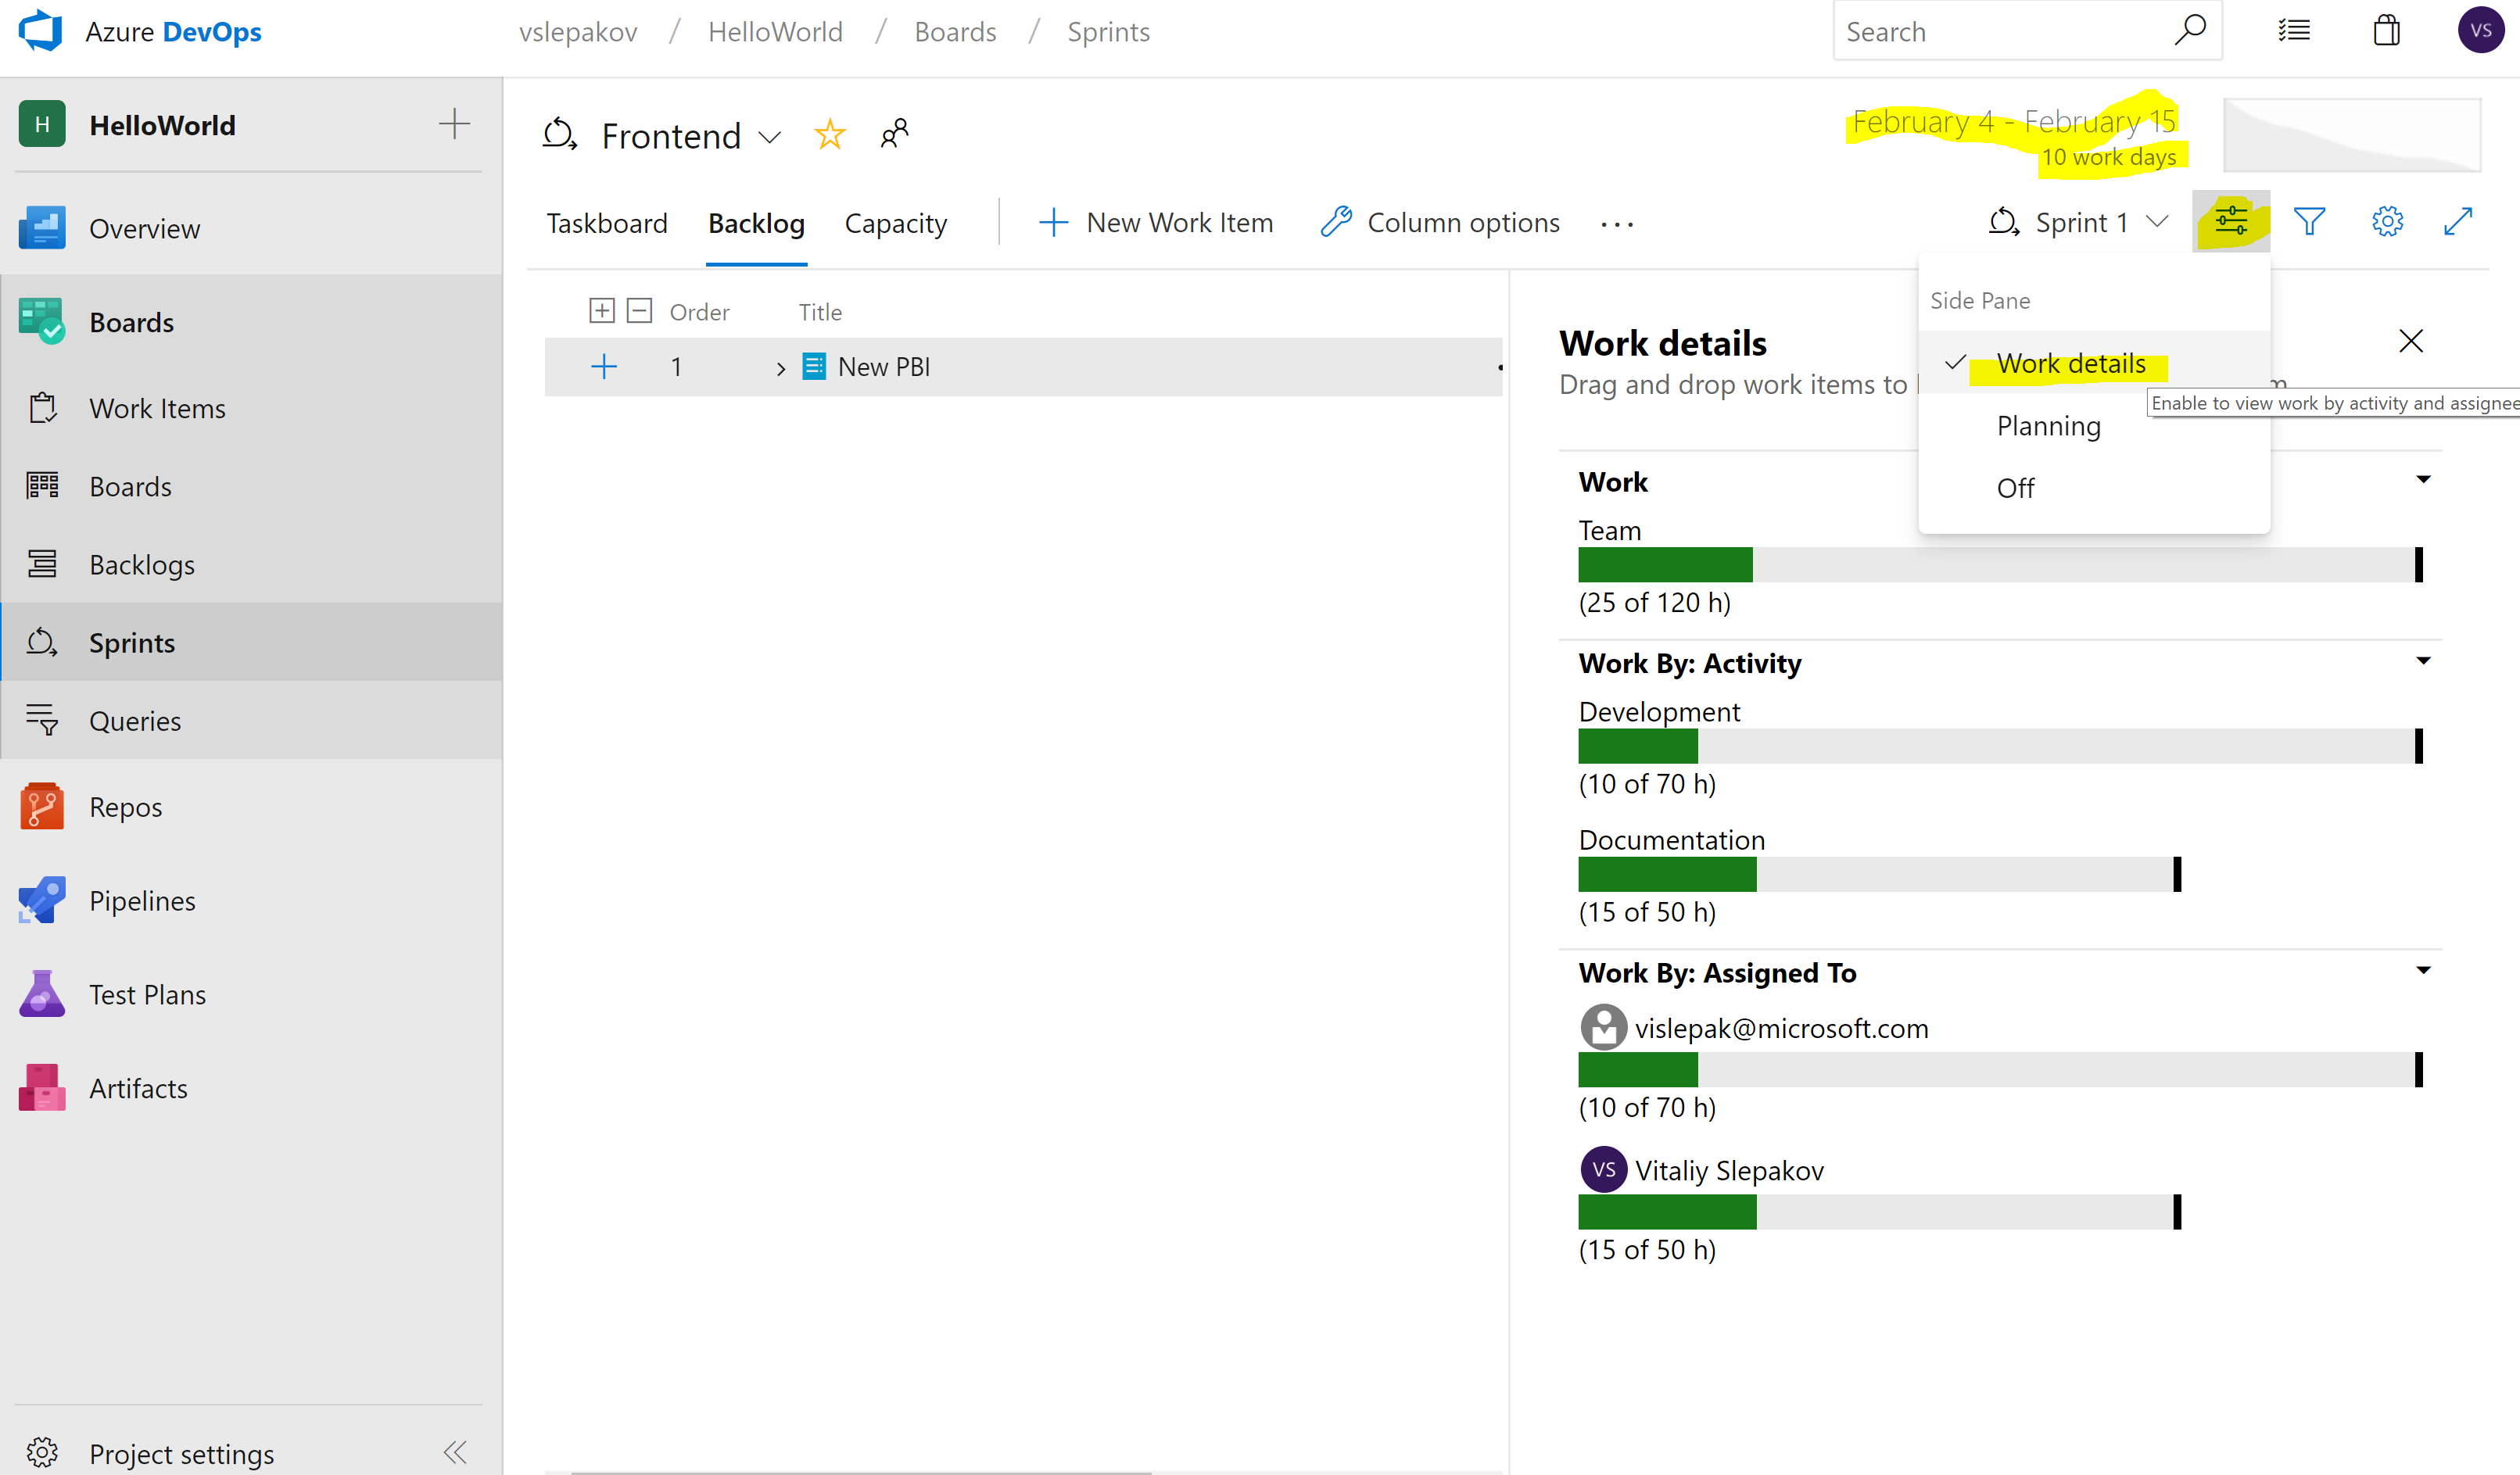 Azure DevOps
vslepakov / HelloWorld / Boards / Sprints
Search
VS
H HelloWorld
Overview
Boards
Work Items
Boards
Backlogs
Sprints
Queries
Repos
Pipelines
Test Plans
Artifacts
Project settings
Frontend
February 4 - February 15
10 work days
Taskboard Backlog Capacity New Work Item Column options ...
Sprint 1
Order Title
1 New PBI
Side Pane
Work details
Planning
Off
Enable to view work by activity and assignee
Work details
Drag and drop work items to
Work
Team
(25 of 120 h)
Work By: Activity
Development
(10 of 70 h)
Documentation
(15 of 50 h)
Work By: Assigned To
vislepak@microsoft.com
(10 of 70 h)
VS Vitaliy Slepakov
(15 of 50 h)